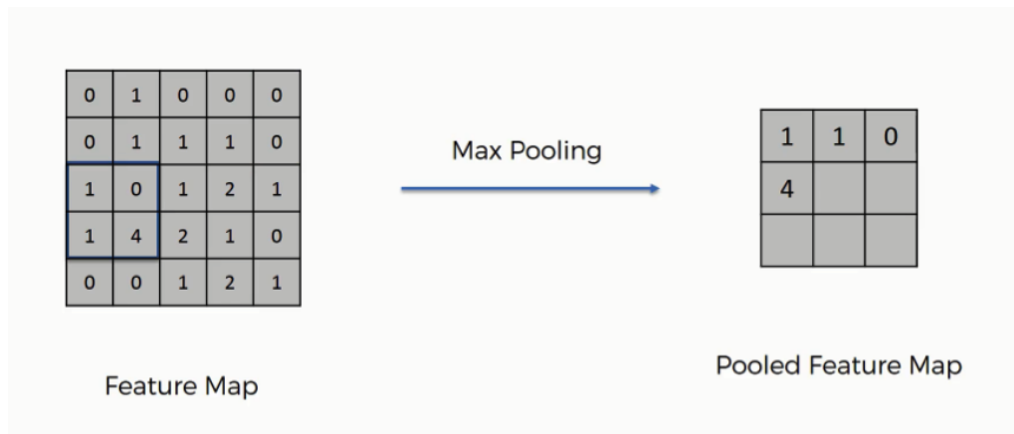 0 1 0 0 0
0 1 1 1 0
1 0 1 2 1
1 4 2 1 0
0 0 1 2 1
Feature Map
Max Pooling
1 1 0
4
Pooled Feature Map